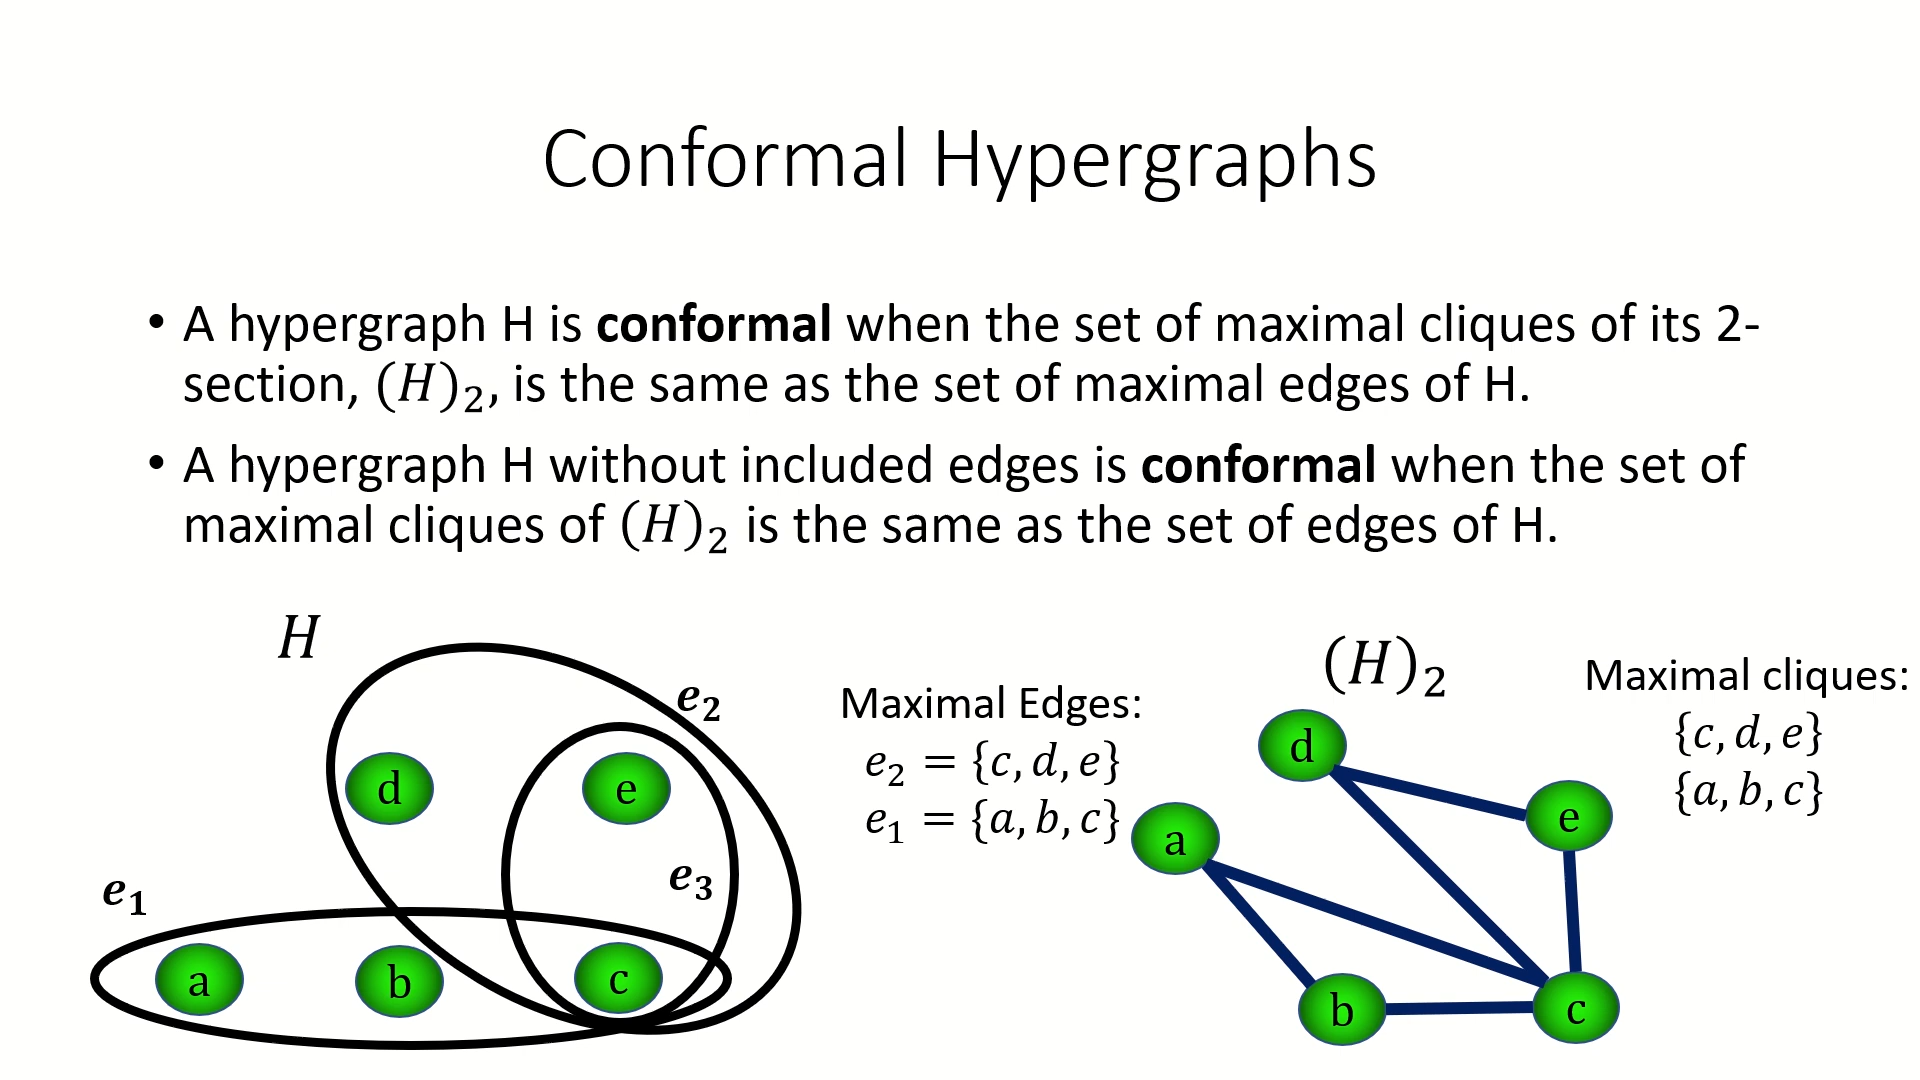 Conformal Hypergraphs
• A hypergraph H is conformal when the set of maximal cliques of its 2-
section, (H)₂, is the same as the set of maximal edges of H.
• A hypergraph H without included edges is conformal when the set of
maximal cliques of (H)₂ is the same as the set of edges of H.
H
e₂
d
e
e₃
e₁
a
b
c
Maximal Edges:
e₂ = {c, d, e}
e₁ = {a, b, c}
(H)₂
d
e
a
b
c
Maximal cliques:
{c, d, e}
{a, b, c}